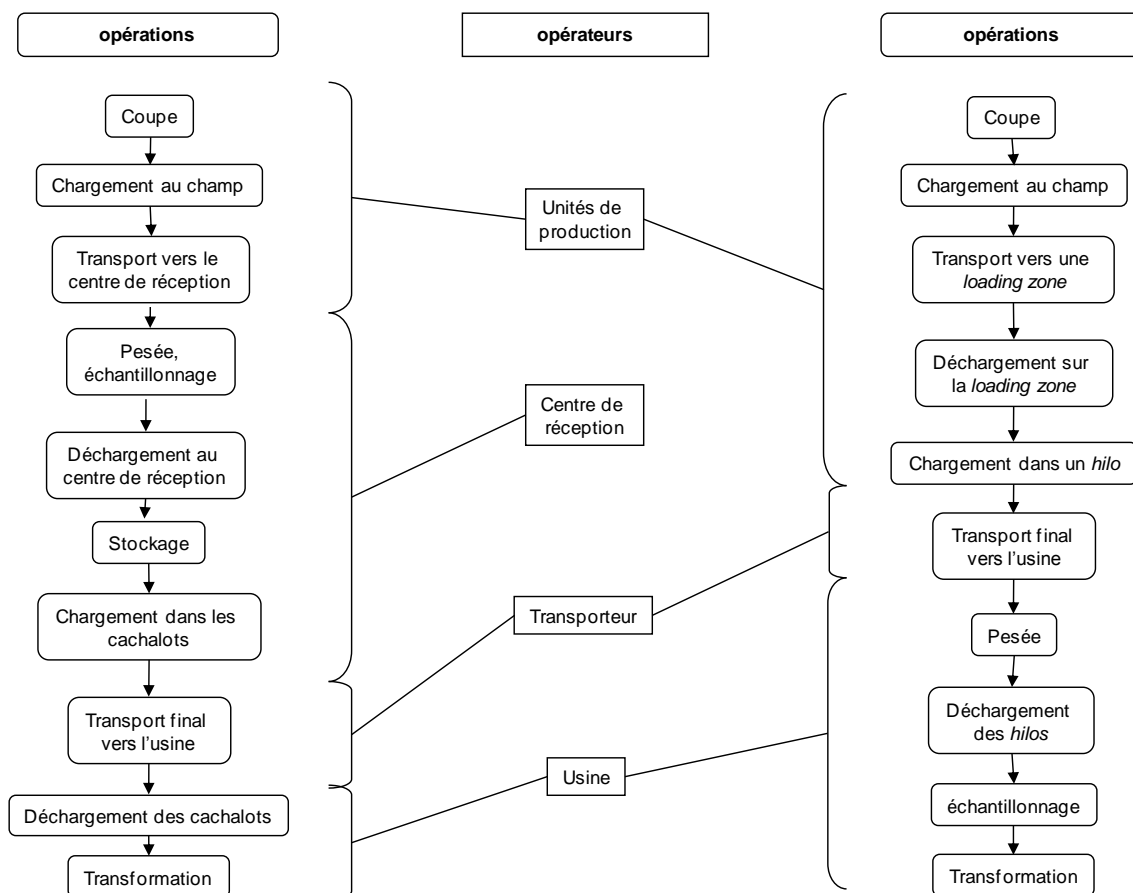 opérations
opérateurs
opérations
Coupe
Chargement au champ
Transport vers le
centre de réception
Pesée,
échantillonnage
Déchargement au
centre de réception
Stockage
Chargement dans les
cachalots
Transport final
vers l'usine
Déchargement des cachalots
Transformation
Unités de
production
Centre de
réception
Transporteur
Usine
Coupe
Chargement au champ
Transport vers une
loading zone
Déchargement sur
la loading zone
Chargement dans un hilo
Transport final
vers l'usine
Pesée
Déchargement
des hilos
échantillonnage
Transformation